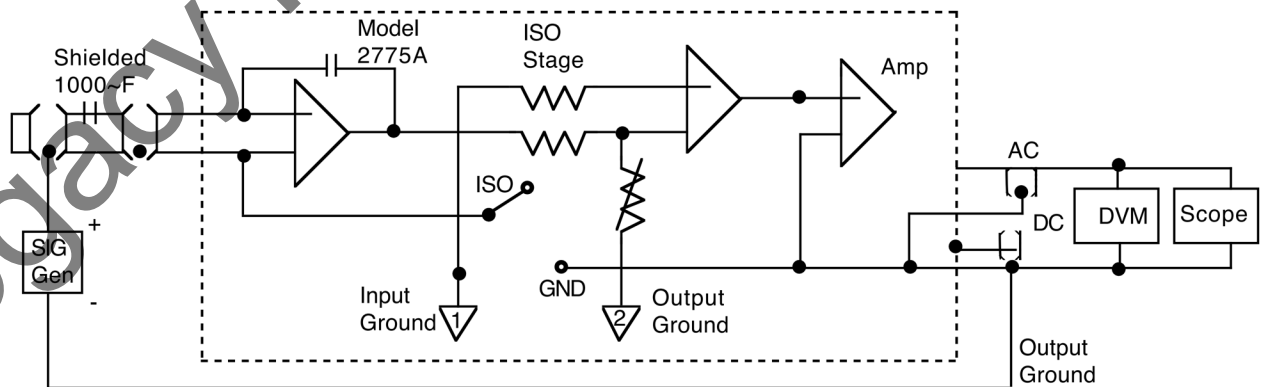 Model
2775A
ISO
Stage
Shielded
1000~F
Amp
ISO
AC
DC
DVM
Scope
+
SIG
Gen
-
GND
Input
Ground
1
2
Output
Ground
Output
Ground